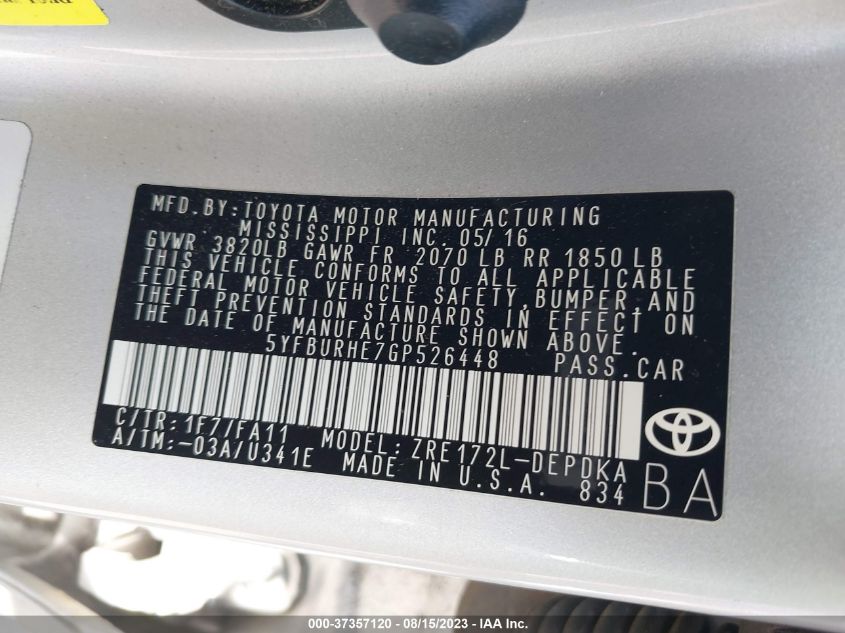 MFD. BY: TOYOTA MOTOR MANUFACTURING
MISSISSIPPI INC. 05/16
GVWR 3820LB GAWR FR 2070 LB RR 1850 LB
THIS VEHICLE CONFORMS TO ALL APPLICABLE
FEDERAL MOTOR VEHICLE SAFETY, BUMPER, AND
THEFT PREVENTION STANDARDS IN EFFECT ON
THE DATE OF MANUFACTURE SHOWN ABOVE.
5YFBURHE7GP526448 PASS. CAR
C/TR: 1F7/FA11 MODEL: ZRE172L-DEPDKA
A/TM: -03A/U341E MADE IN U.S.A. 834
BA
000-37357120 - 08/15/2023 - IAA Inc.